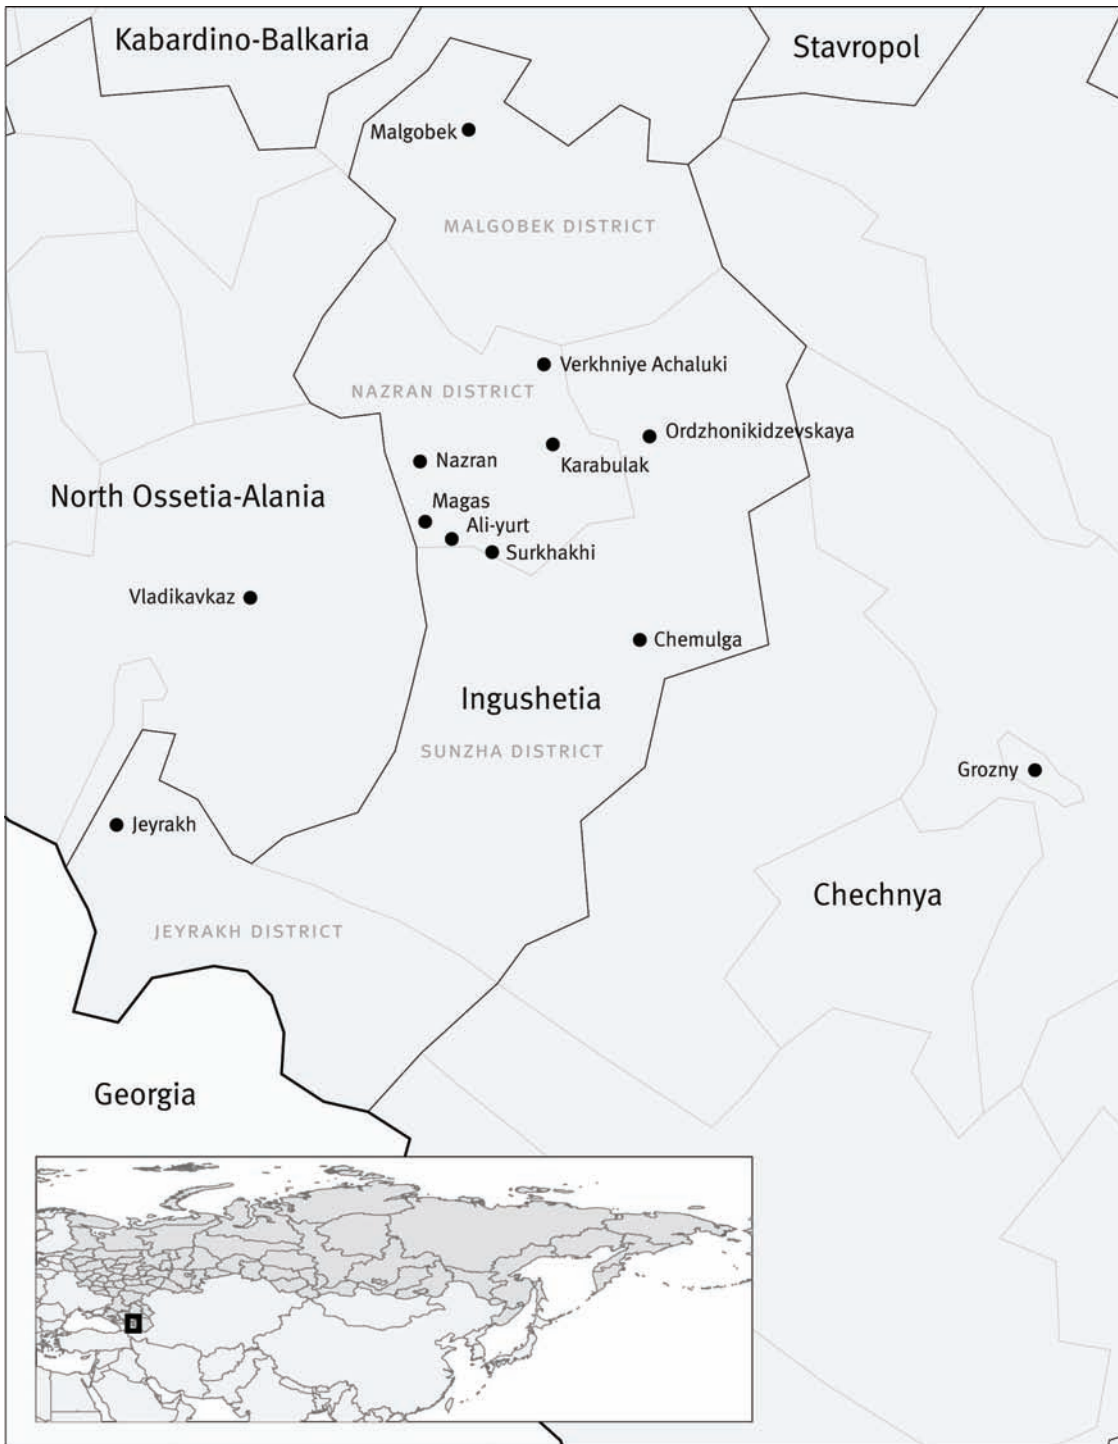 Kabardino-Balkaria
Stavropol
Malgobek
MALGOBEK DISTRICT
Verkhniye Achaluki
NAZRAN DISTRICT
Ordzhonikidzevskaya
Karabulak
Nazran
North Ossetia-Alania
Magas
Ali-yurt
Surkhakhi
Vladikavkaz
Chemulga
Ingushetia
SUNZHA DISTRICT
Grozny
Jeyrakh
Chechnya
JEYRAKH DISTRICT
Georgia